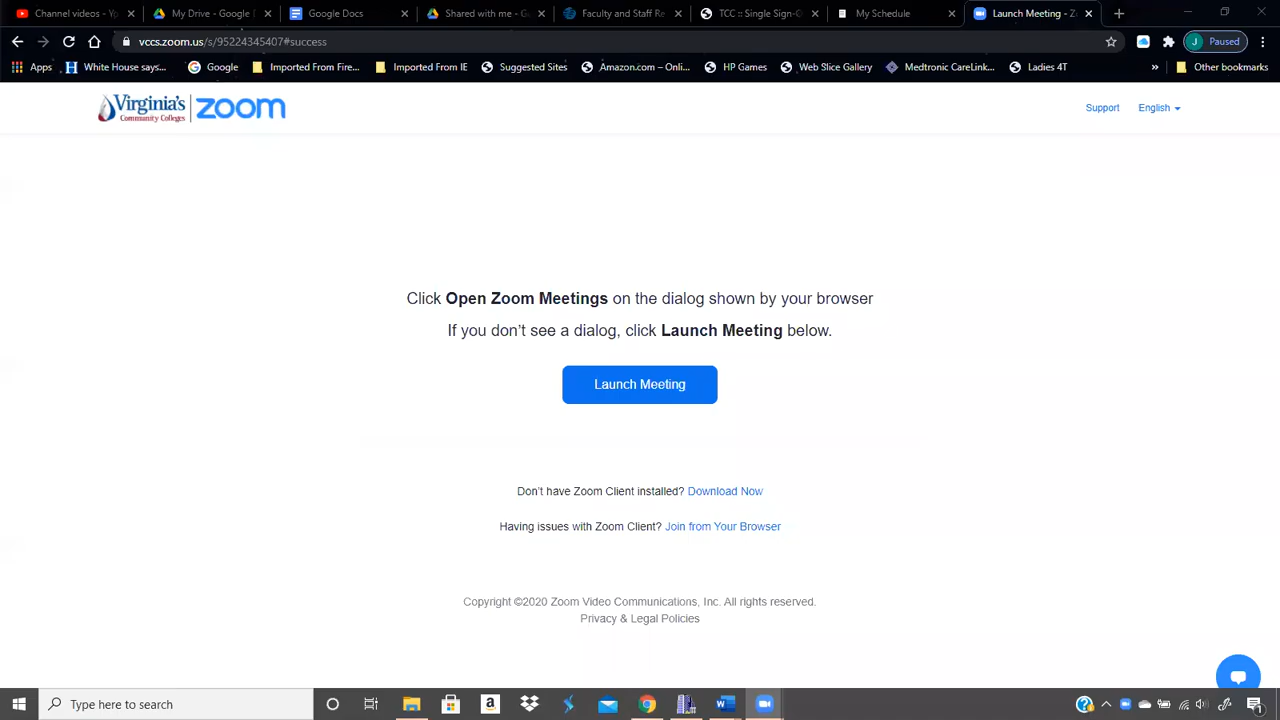 Channel videos - Yo
My Drive - Google D
Google Docs
Shared with me - Go
Faculty and Staff Re
TCC :: Single Sign-O
My Schedule
Launch Meeting - Zo
vccs.zoom.us/s/95224345407#success
J Paused
Apps
White House says...
Google
Imported From Fire...
Imported From IE
Suggested Sites
Amazon.com – Onli...
HP Games
Web Slice Gallery
Medtronic CareLink...
Ladies 4T
»
Other bookmarks
Virginia's
Community Colleges
zoom
Support
English
Click Open Zoom Meetings on the dialog shown by your browser
If you don't see a dialog, click Launch Meeting below.
Launch Meeting
Don't have Zoom Client installed? Download Now
Having issues with Zoom Client? Join from Your Browser
Copyright ©2020 Zoom Video Communications, Inc. All rights reserved.
Privacy & Legal Policies
Type here to search